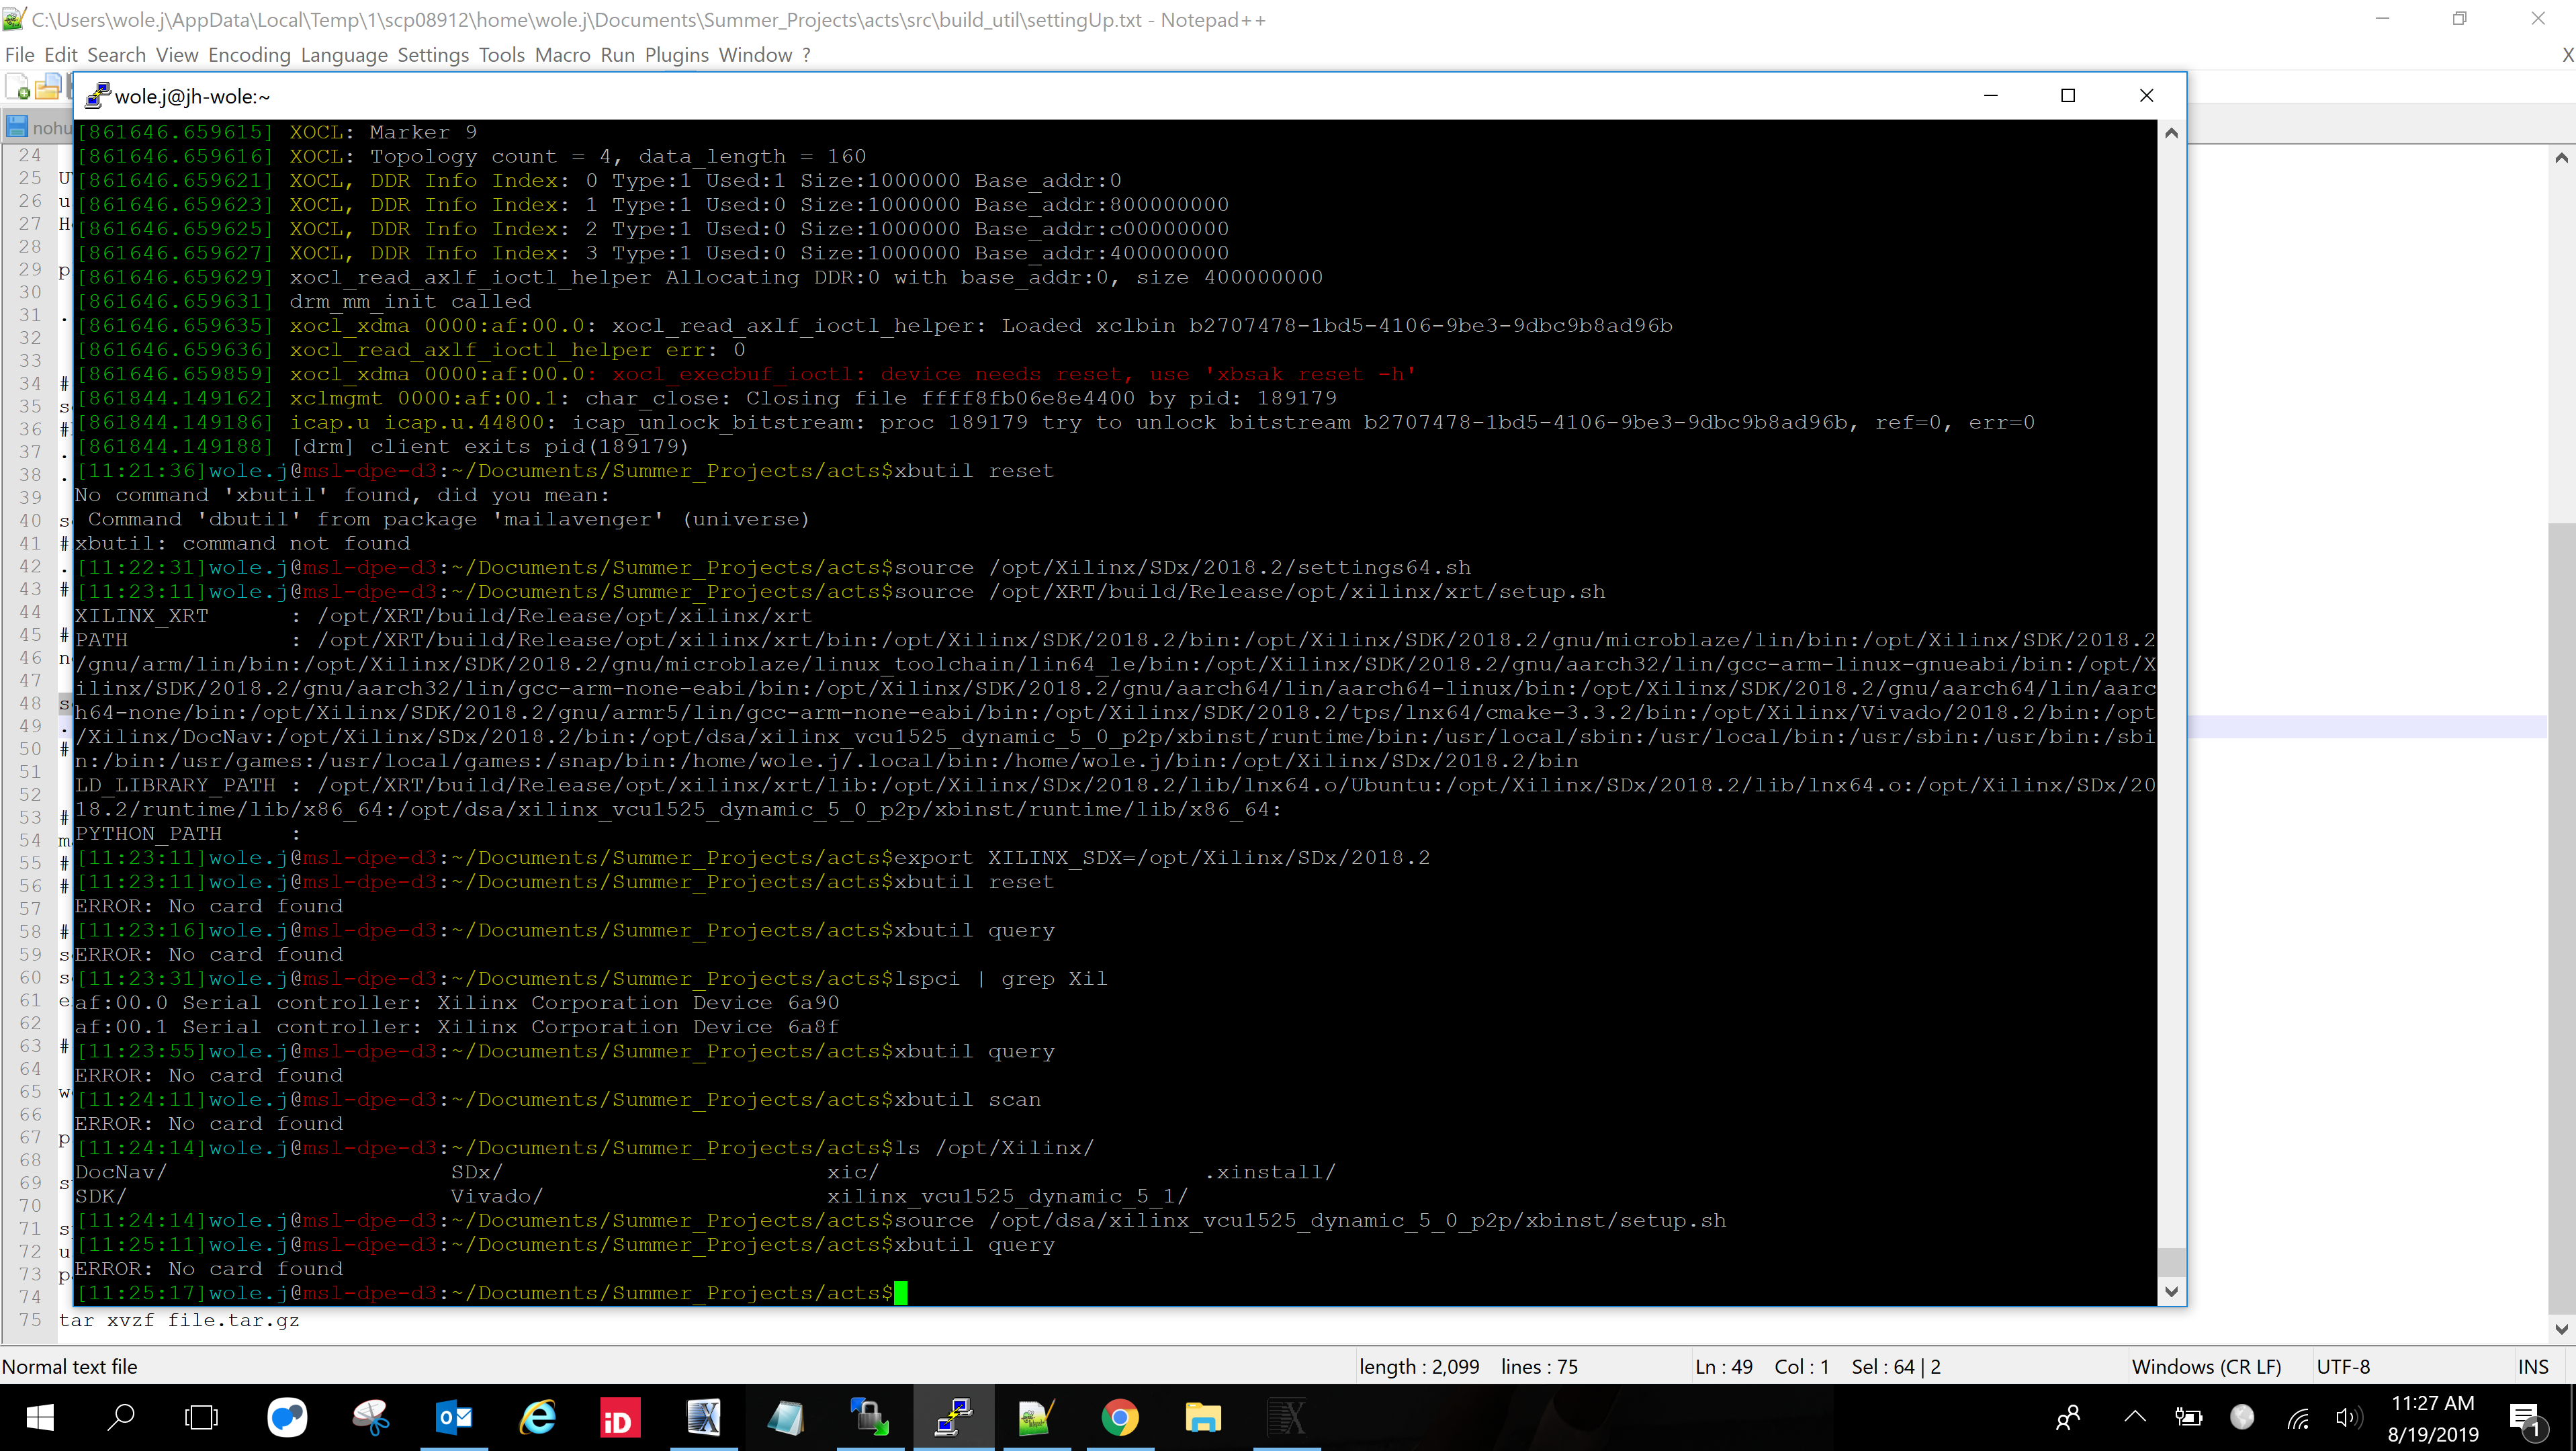 C:\Users\wole.j\AppData\Local\Temp\1\scp08912\home\wole.j\Documents\Summer_Projects\acts\src\build_util\settingUp.txt - Notepad++
File Edit Search View Encoding Language Settings Tools Macro Run Plugins Window ? X
wole.j@jh-wole:~
nohu
[861646.659615] XOCL: Marker 9
24 [861646.659616] XOCL: Topology count = 4, data_length = 160
25 U [861646.659621] XOCL, DDR Info Index: 0 Type:1 Used:1 Size:1000000 Base_addr:0
26 u [861646.659623] XOCL, DDR Info Index: 1 Type:1 Used:0 Size:1000000 Base_addr:800000000
27 H [861646.659625] XOCL, DDR Info Index: 2 Type:1 Used:0 Size:1000000 Base_addr:c00000000
28 [861646.659627] XOCL, DDR Info Index: 3 Type:1 Used:0 Size:1000000 Base_addr:400000000
29 p [861646.659629] xocl_read_axlf_ioctl_helper Allocating DDR:0 with base_addr:0, size 400000000
30 [861646.659631] drm_mm_init called
31 . [861646.659635] xocl_xdma 0000:af:00.0: xocl_read_axlf_ioctl_helper: Loaded xclbin b2707478-1bd5-4106-9be3-9dbc9b8ad96b
32
33 [861646.659636] xocl_read_axlf_ioctl_helper err: 0
34 # [861646.659859] xocl_xdma 0000:af:00.0: xocl_execbuf_ioctl: device needs reset, use 'xbsak reset -h'
35 s [861844.149162] xclmgmt 0000:af:00.1: char_close: Closing file ffff8fb06e8e4400 by pid: 189179
36 # [861844.149186] icap.u icap.u.44800: icap_unlock_bitstream: proc 189179 try to unlock bitstream b2707478-1bd5-4106-9be3-9dbc9b8ad96b, ref=0, err=0
37 . [861844.149188] [drm] client exits pid(189179)
38 . [11:21:36]wole.j@msl-dpe-d3:~/Documents/Summer_Projects/acts$xbutil reset
39 No command 'xbutil' found, did you mean:
40 s Command 'dbutil' from package 'mailavenger' (universe)
41 # xbutil: command not found
42 . [11:22:31]wole.j@msl-dpe-d3:~/Documents/Summer_Projects/acts$source /opt/Xilinx/SDx/2018.2/settings64.sh
43 # [11:23:11]wole.j@msl-dpe-d3:~/Documents/Summer_Projects/acts$source /opt/XRT/build/Release/opt/xilinx/xrt/setup.sh
44 XILINX_XRT : /opt/XRT/build/Release/opt/xilinx/xrt
45 # PATH : /opt/XRT/build/Release/opt/xilinx/xrt/bin:/opt/Xilinx/SDK/2018.2/bin:/opt/Xilinx/SDK/2018.2/gnu/microblaze/lin/bin:/opt/Xilinx/SDK/2018.2
46 n /gnu/arm/lin/bin:/opt/Xilinx/SDK/2018.2/gnu/microblaze/linux_toolchain/lin64_le/bin:/opt/Xilinx/SDK/2018.2/gnu/aarch32/lin/gcc-arm-linux-gnueabi/bin:/opt/X
47 ilinx/SDK/2018.2/gnu/aarch32/lin/gcc-arm-none-eabi/bin:/opt/Xilinx/SDK/2018.2/gnu/aarch64/lin/aarch64-linux/bin:/opt/Xilinx/SDK/2018.2/gnu/aarch64/lin/aarc
48 s h64-none/bin:/opt/Xilinx/SDK/2018.2/gnu/armr5/lin/gcc-arm-none-eabi/bin:/opt/Xilinx/SDK/2018.2/tps/lnx64/cmake-3.3.2/bin:/opt/Xilinx/Vivado/2018.2/bin:/opt
49 . /Xilinx/DocNav:/opt/Xilinx/SDx/2018.2/bin:/opt/dsa/xilinx_vcu1525_dynamic_5_0_p2p/xbinst/runtime/bin:/usr/local/sbin:/usr/local/bin:/usr/sbin:/usr/bin:/sbi
50 # n:/bin:/usr/games:/usr/local/games:/snap/bin:/home/wole.j/.local/bin:/home/wole.j/bin:/opt/Xilinx/SDx/2018.2/bin
51 LD_LIBRARY_PATH : /opt/XRT/build/Release/opt/xilinx/xrt/lib:/opt/Xilinx/SDx/2018.2/lib/lnx64.o/Ubuntu:/opt/Xilinx/SDx/2018.2/lib/lnx64.o:/opt/Xilinx/SDx/20
52
53 # 18.2/runtime/lib/x86_64:/opt/dsa/xilinx_vcu1525_dynamic_5_0_p2p/xbinst/runtime/lib/x86_64:
54 m PYTHON_PATH :
55 # [11:23:11]wole.j@msl-dpe-d3:~/Documents/Summer_Projects/acts$export XILINX_SDX=/opt/Xilinx/SDx/2018.2
56 # [11:23:11]wole.j@msl-dpe-d3:~/Documents/Summer_Projects/acts$xbutil reset
57 ERROR: No card found
58 # [11:23:16]wole.j@msl-dpe-d3:~/Documents/Summer_Projects/acts$xbutil query
59 s ERROR: No card found
60 s [11:23:31]wole.j@msl-dpe-d3:~/Documents/Summer_Projects/acts$lspci | grep Xil
61 e af:00.0 Serial controller: Xilinx Corporation Device 6a90
62 af:00.1 Serial controller: Xilinx Corporation Device 6a8f
63 # [11:23:55]wole.j@msl-dpe-d3:~/Documents/Summer_Projects/acts$xbutil query
64 ERROR: No card found
65 w [11:24:11]wole.j@msl-dpe-d3:~/Documents/Summer_Projects/acts$xbutil scan
66 ERROR: No card found
67 p [11:24:14]wole.j@msl-dpe-d3:~/Documents/Summer_Projects/acts$ls /opt/Xilinx/
68 DocNav/ SDx/ xic/ .xinstall/
69 s SDK/ Vivado/ xilinx_vcu1525_dynamic_5_1/
70
71 s [11:24:14]wole.j@msl-dpe-d3:~/Documents/Summer_Projects/acts$source /opt/dsa/xilinx_vcu1525_dynamic_5_0_p2p/xbinst/setup.sh
72 u [11:25:11]wole.j@msl-dpe-d3:~/Documents/Summer_Projects/acts$xbutil query
73 p ERROR: No card found
74 [11:25:17]wole.j@msl-dpe-d3:~/Documents/Summer_Projects/acts$
75 tar xvzf file.tar.gz
Normal text file length : 2,099 lines : 75 Ln : 49 Col : 1 Sel : 64 | 2 Windows (CR LF) UTF-8 INS
iD
11:27 AM
8/19/2019
1